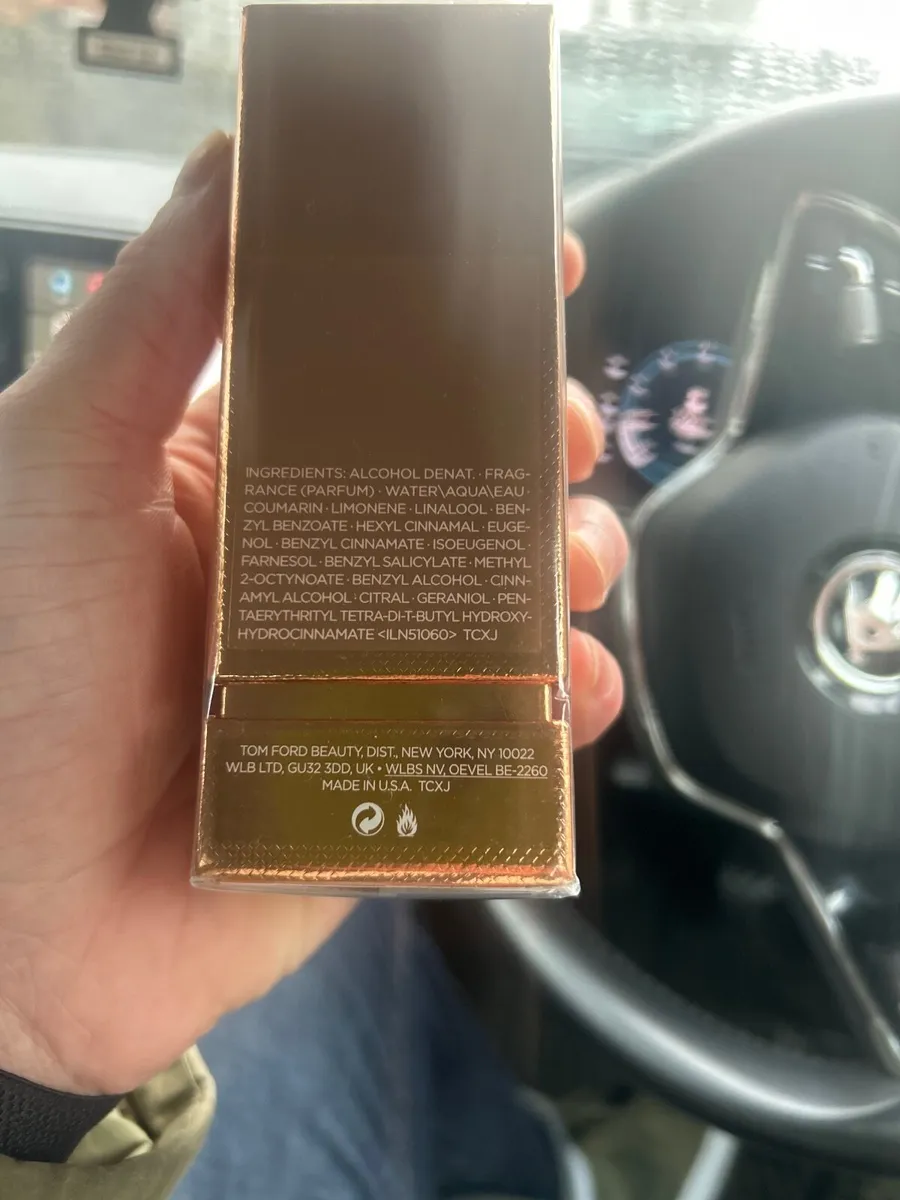 INGREDIENTS: ALCOHOL DENAT. · FRAG-
RANCE (PARFUM) · WATER\AQUA\EAU ·
COUMARIN · LIMONENE · LINALOOL · BEN-
ZYL BENZOATE · HEXYL CINNAMAL · EUGE-
NOL · BENZYL CINNAMATE · ISOEUGENOL ·
FARNESOL · BENZYL SALICYLATE · METHYL
2-OCTYNOATE · BENZYL ALCOHOL · CINN-
AMYL ALCOHOL · CITRAL · GERANIOL · PEN-
TAERYTHRITYL TETRA-DI-T-BUTYL HYDROXY-
HYDROCINNAMATE <ILN51060> TCXJ
TOM FORD BEAUTY, DIST., NEW YORK, NY 10022
WLB LTD, GU32 3DD, UK • WLBS NV, OEVEL BE-2260
MADE IN U.S.A. TCXJ